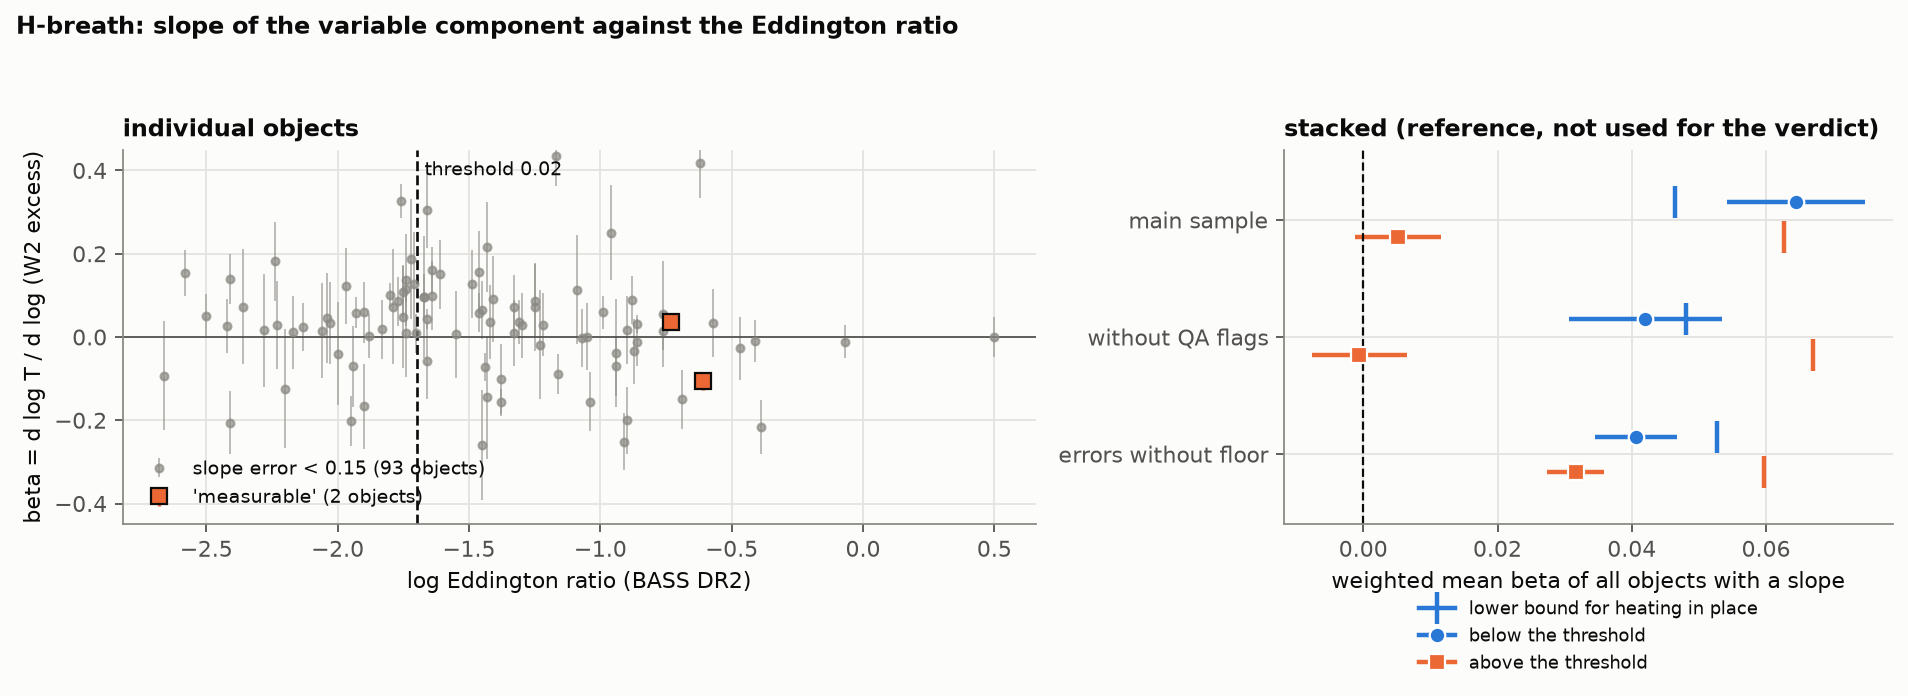 H-breath: slope of the variable component against the Eddington ratio
individual objects
beta = d log T / d log (W2 excess)
0.4
0.2
0.0
−0.2
−0.4
threshold 0.02
slope error < 0.15 (93 objects)
'measurable' (2 objects)
−2.5 −2.0 −1.5 −1.0 −0.5 0.0 0.5
log Eddington ratio (BASS DR2)
stacked (reference, not used for the verdict)
main sample
without QA flags
errors without floor
0.00 0.02 0.04 0.06
weighted mean beta of all objects with a slope
lower bound for heating in place
below the threshold
above the threshold